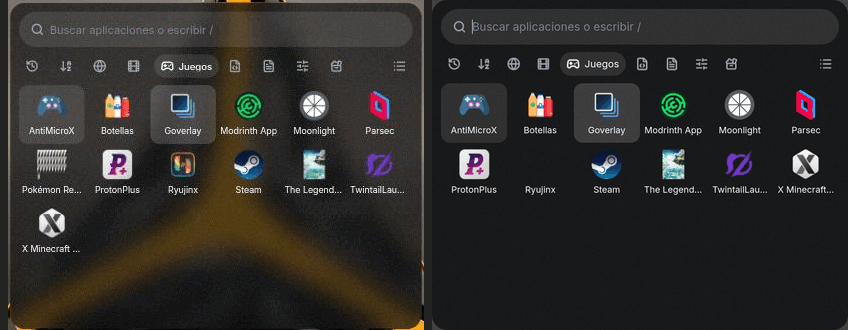 Buscar aplicaciones o escribir /
Juegos
AntiMicroX Botellas Goverlay Modrinth App Moonlight Parsec
Pokémon Re... ProtonPlus Ryujinx Steam The Legend... TwintailLau...
X Minecraft ...
Buscar aplicaciones o escribir /
Juegos
AntiMicroX Botellas Goverlay Modrinth App Moonlight Parsec
ProtonPlus Ryujinx Steam The Legend... TwintailLau... X Minecraft...